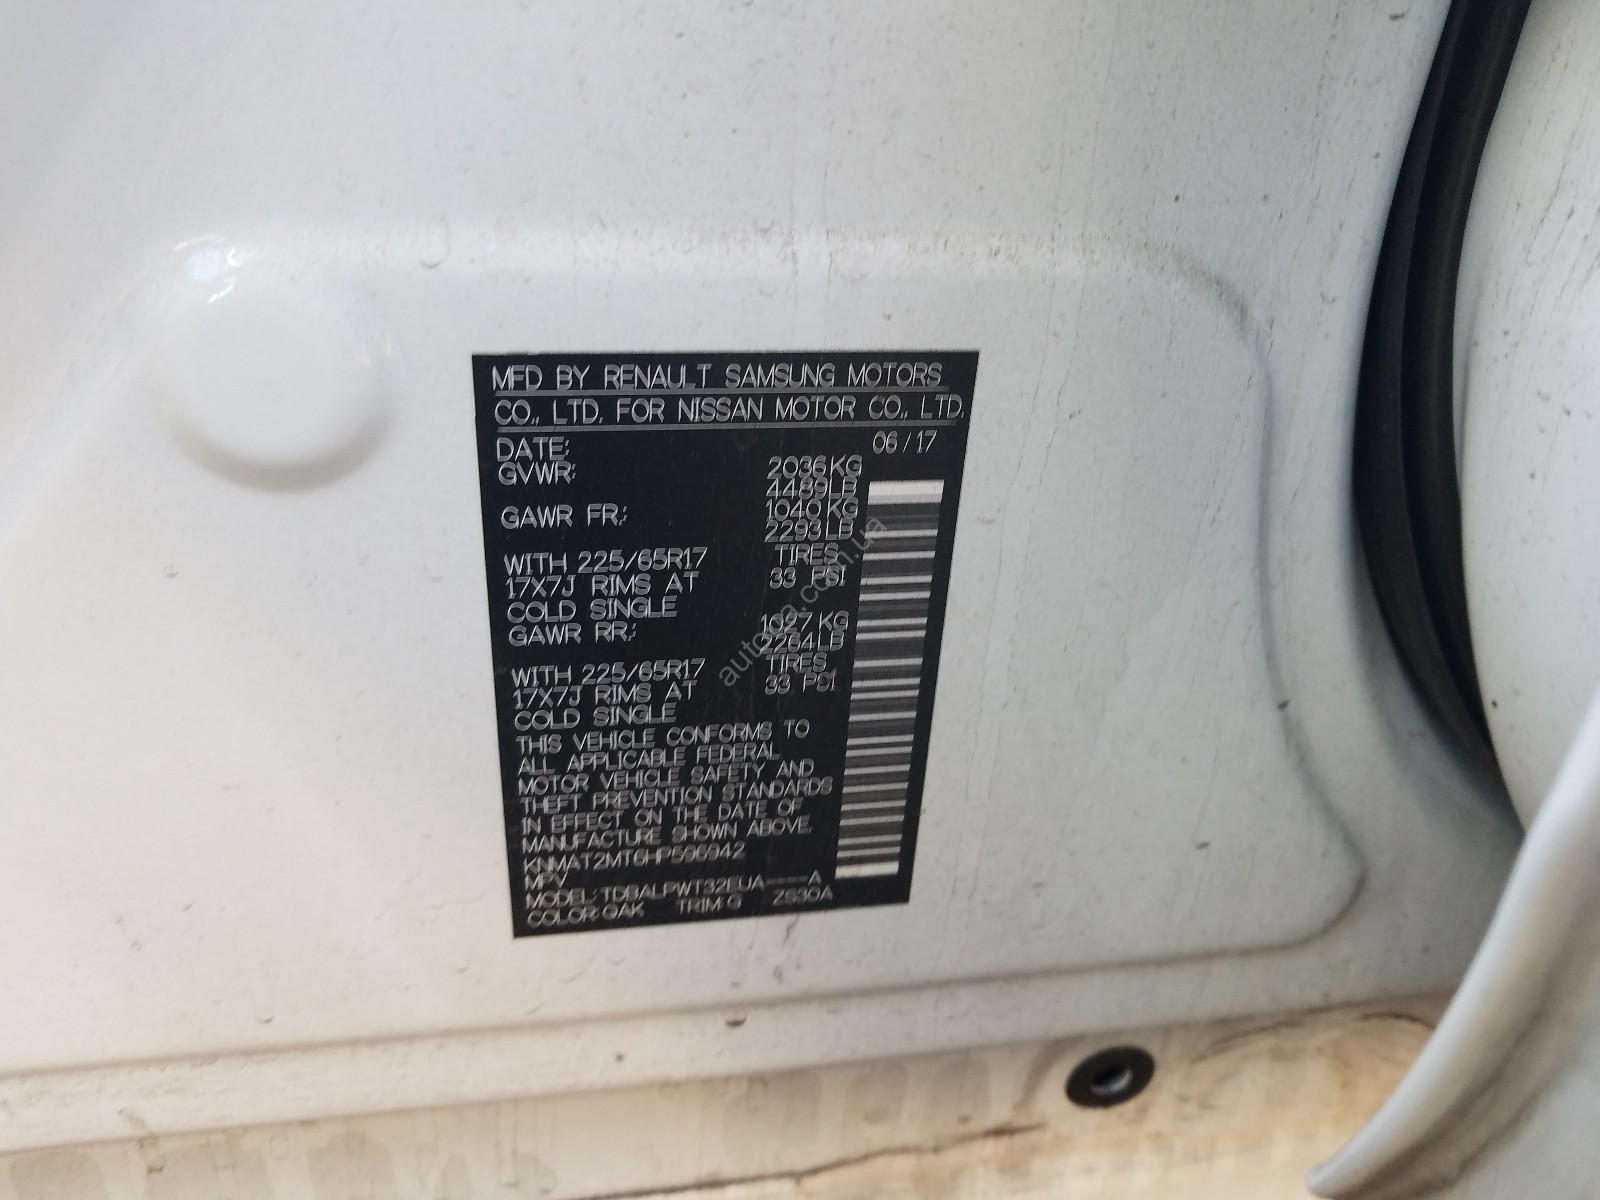 MFD BY RENAULT SAMSUNG MOTORS
CO., LTD. FOR NISSAN MOTOR CO., LTD.
DATE: 06/17
GVWR: 2036KG
4489LB
GAWR FR.: 1040KG
2293LB
WITH 225/65R17 TIRES
17X7J RIMS AT 33 PSI
COLD SINGLE
GAWR RR.: 1027KG
2264LB
WITH 225/65R17 TIRES
17X7J RIMS AT 33 PSI
COLD SINGLE
THIS VEHICLE CONFORMS TO
ALL APPLICABLE FEDERAL
MOTOR VEHICLE SAFETY AND
THEFT PREVENTION STANDARDS
IN EFFECT ON THE DATE OF
MANUFACTURE SHOWN ABOVE.
KNMAT2MT6HP596942
MPV
MODEL: TDBALPWT32EUA----A
COLOR:QAK TRIM:G ZS30A
autoria.com.ua